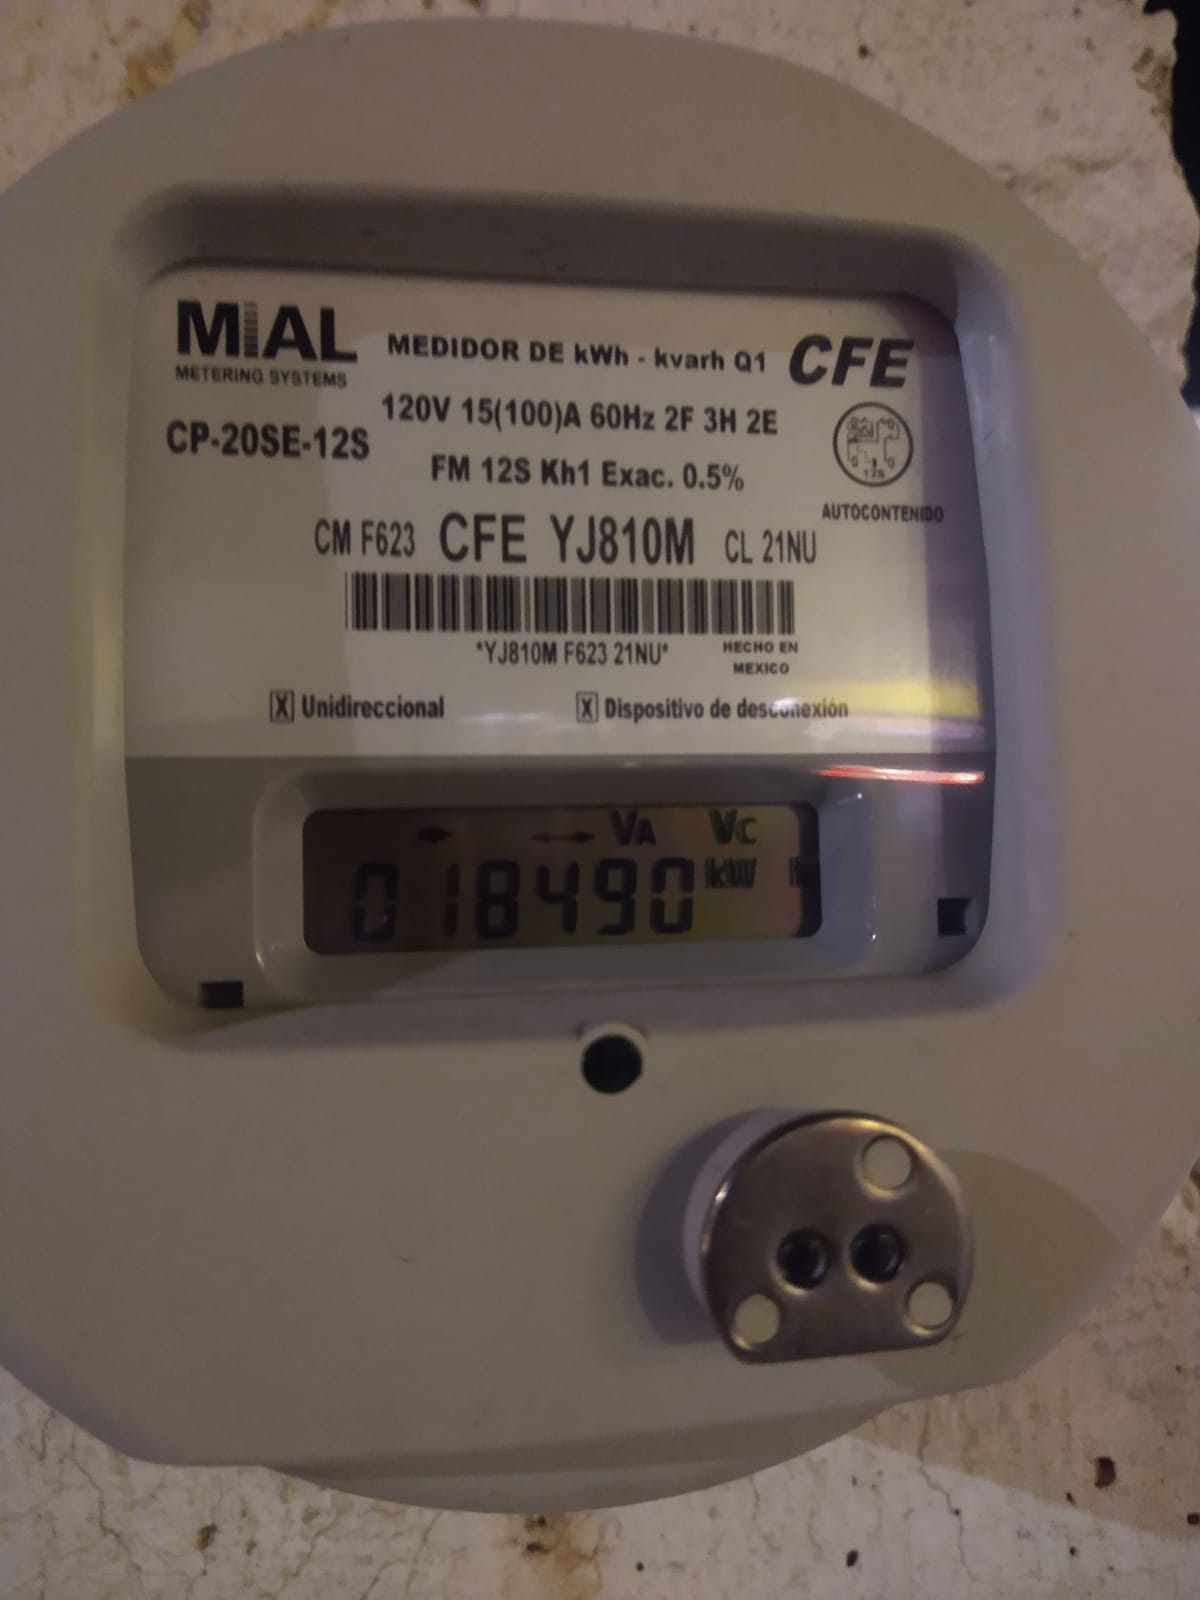 MIAL
METERING SYSTEMS
MEDIDOR DE kWh - kvarh Q1
CFE
CP-20SE-12S
120V 15(100)A 60Hz 2F 3H 2E
FM 12S Kh1 Exac. 0.5%
12S
AUTOCONTENIDO
CM F623 CFE YJ810M CL 21NU
*YJ810M F623 21NU*
HECHO EN
MEXICO
X Unidireccional
X Dispositivo de desconexión
VA VC
018490 kW h